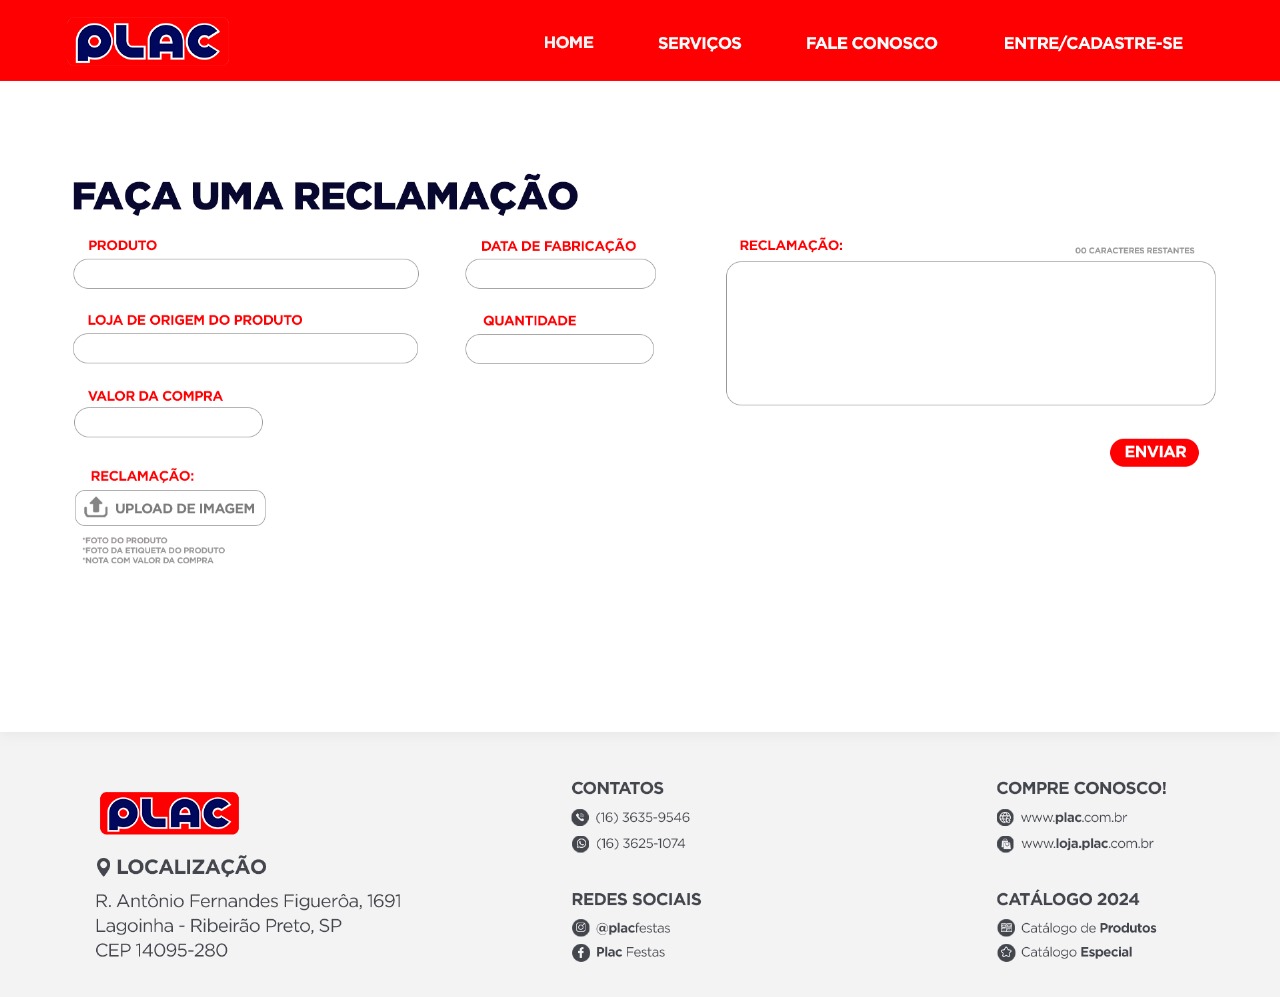 PLAC
HOME
SERVIÇOS
FALE CONOSCO
ENTRE/CADASTRE-SE
FAÇA UMA RECLAMAÇÃO
PRODUTO
DATA DE FABRICAÇÃO
LOJA DE ORIGEM DO PRODUTO
QUANTIDADE
VALOR DA COMPRA
RECLAMAÇÃO:
UPLOAD DE IMAGEM
*FOTO DO PRODUTO
*FOTO DA ETIQUETA DO PRODUTO
*NOTA COM VALOR DA COMPRA
RECLAMAÇÃO:
00 CARACTERES RESTANTES
ENVIAR
PLAC
LOCALIZAÇÃO
R. Antônio Fernandes Figuerôa, 1691
Lagoinha - Ribeirão Preto, SP
CEP 14095-280
CONTATOS
(16) 3635-9546
(16) 3625-1074
REDES SOCIAIS
@placfestas
Plac Festas
COMPRE CONOSCO!
www.plac.com.br
www.loja.plac.com.br
CATÁLOGO 2024
Catálogo de Produtos
Catálogo Especial